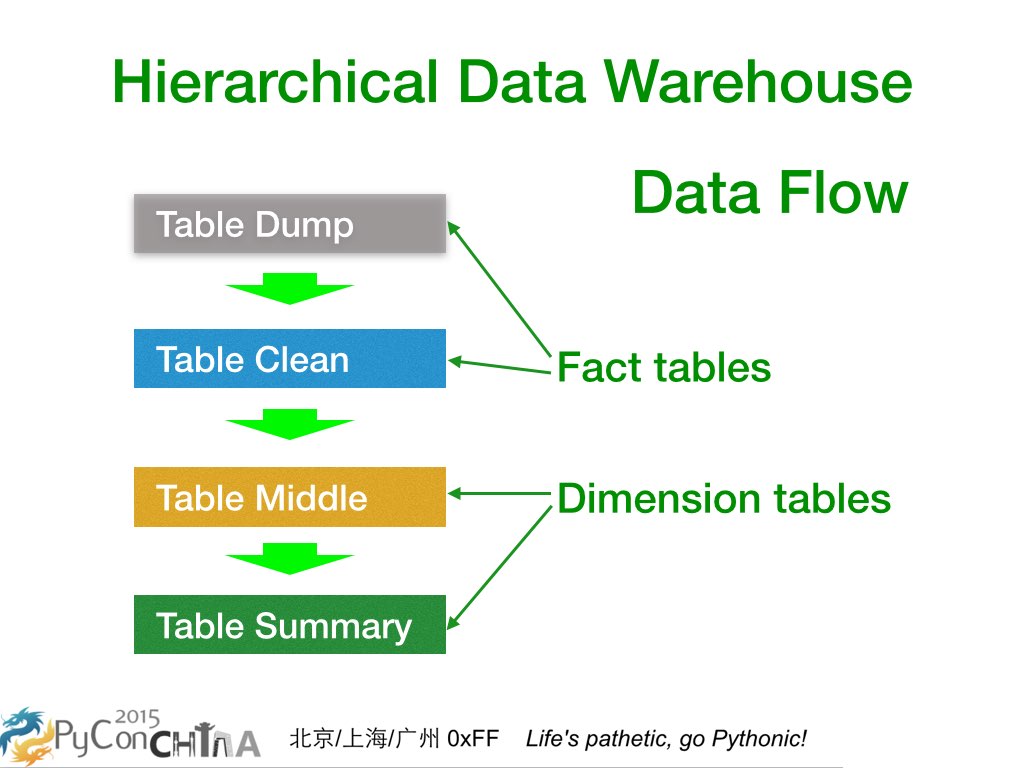 Hierarchical Data Warehouse
Data Flow
Table Dump
Table Clean
Fact tables
Table Middle
Dimension tables
Table Summary
2015
PyConCHINA
北京/上海/广州 0xFF Life's pathetic, go Pythonic!